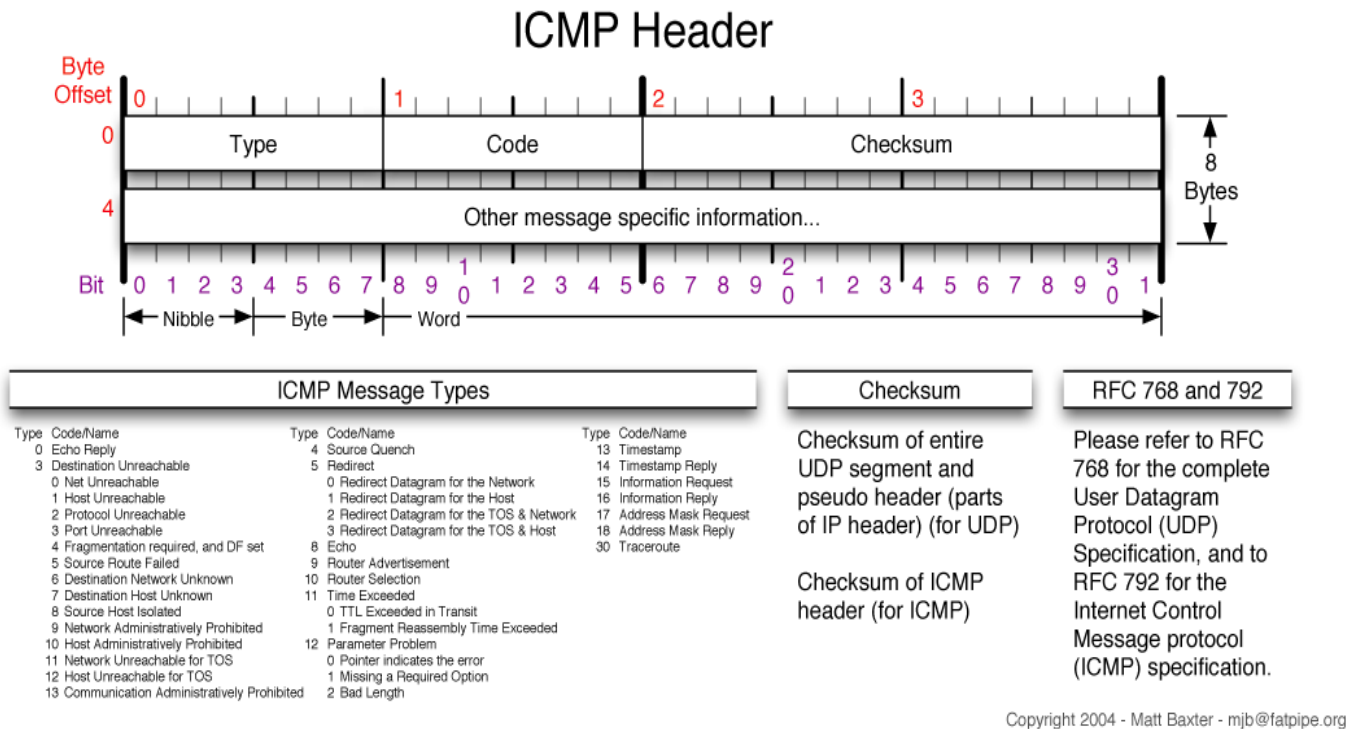 ICMP Header
Byte
Offset
0 1 2 3
0 Type Code Checksum
8
Bytes
4 Other message specific information...
Bit 0 1 2 3 4 5 6 7 8 9 10 1 2 3 4 5 6 7 8 9 20 1 2 3 4 5 6 7 8 9 30 1
Nibble Byte Word
ICMP Message Types
Type Code/Name
0 Echo Reply
3 Destination Unreachable
0 Net Unreachable
1 Host Unreachable
2 Protocol Unreachable
3 Port Unreachable
4 Fragmentation required, and DF set
5 Source Route Failed
6 Destination Network Unknown
7 Destination Host Unknown
8 Source Host Isolated
9 Network Administratively Prohibited
10 Host Administratively Prohibited
11 Network Unreachable for TOS
12 Host Unreachable for TOS
13 Communication Administratively Prohibited
Type Code/Name
4 Source Quench
5 Redirect
0 Redirect Datagram for the Network
1 Redirect Datagram for the Host
2 Redirect Datagram for the TOS & Network
3 Redirect Datagram for the TOS & Host
8 Echo
9 Router Advertisement
10 Router Selection
11 Time Exceeded
0 TTL Exceeded in Transit
1 Fragment Reassembly Time Exceeded
12 Parameter Problem
0 Pointer indicates the error
1 Missing a Required Option
2 Bad Length
Type Code/Name
13 Timestamp
14 Timestamp Reply
15 Information Request
16 Information Reply
17 Address Mask Request
18 Address Mask Reply
30 Traceroute
Checksum
Checksum of entire
UDP segment and
pseudo header (parts
of IP header) (for UDP)
Checksum of ICMP
header (for ICMP)
RFC 768 and 792
Please refer to RFC
768 for the complete
User Datagram
Protocol (UDP)
Specification, and to
RFC 792 for the
Internet Control
Message protocol
(ICMP) specification.
Copyright 2004 - Matt Baxter - mjb@fatpipe.org